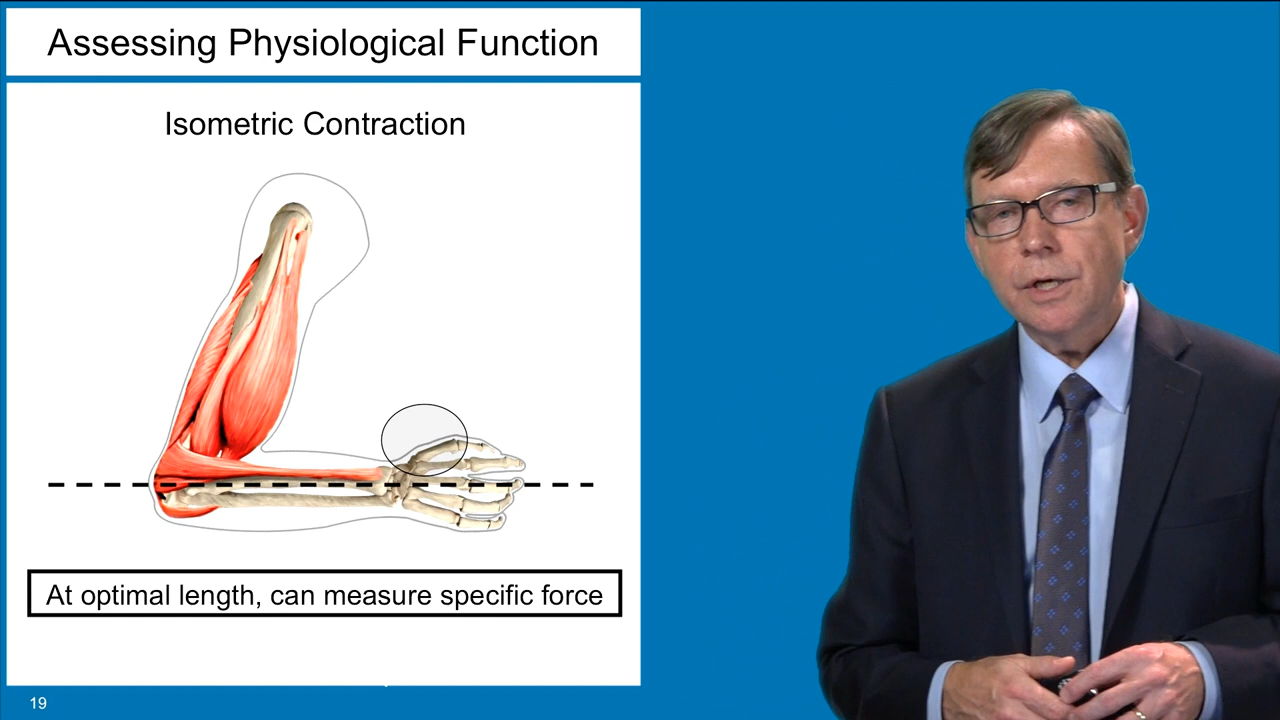 Assessing Physiological Function
Isometric Contraction
At optimal length, can measure specific force
19